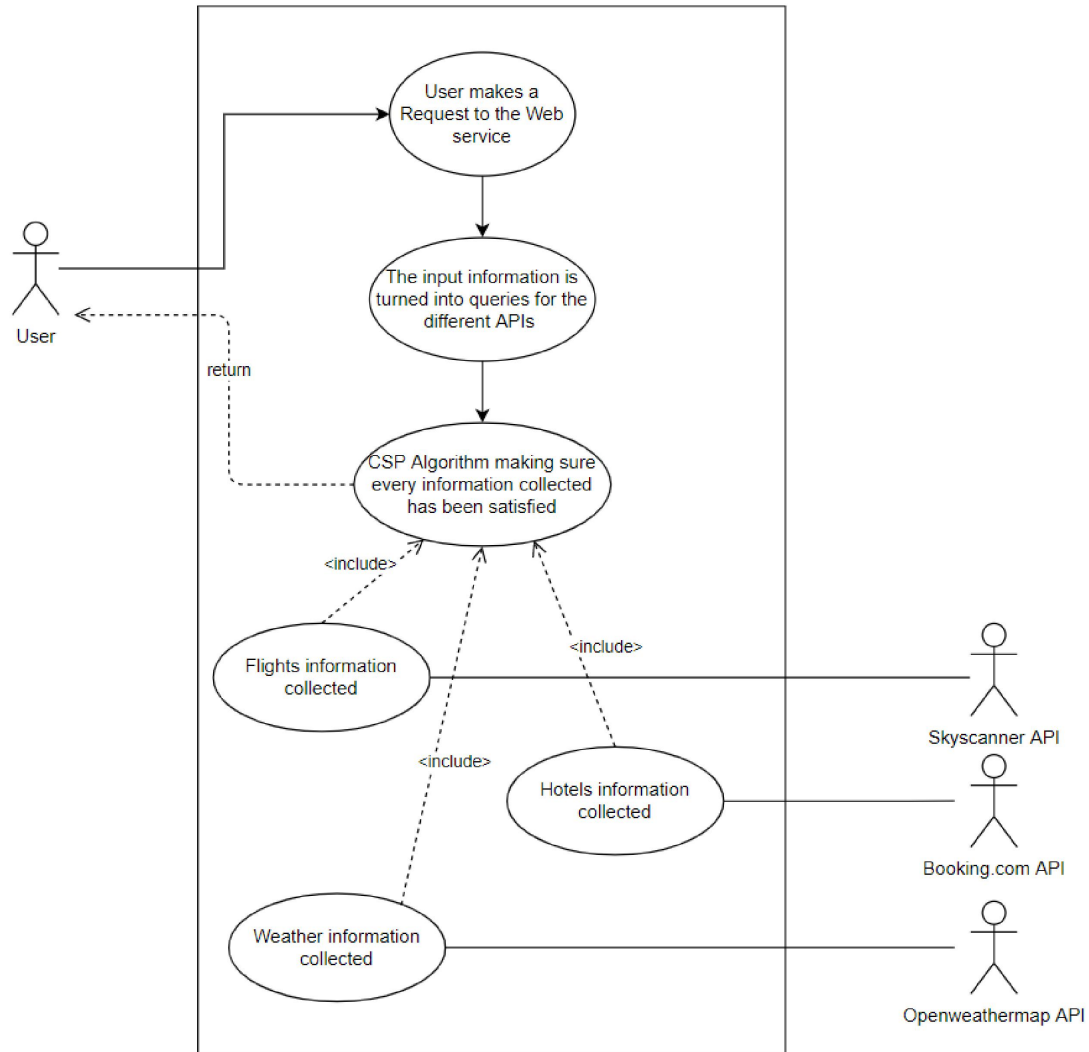 User makes a
Request to the Web
service
The input information is
turned into queries for the
different APIs
User
return
CSP Algorithm making sure
every information collected
has been satisfied
<include>
<include>
Flights information
collected
Skyscanner API
<include>
Hotels information
collected
Booking.com API
Weather information
collected
Openweathermap API